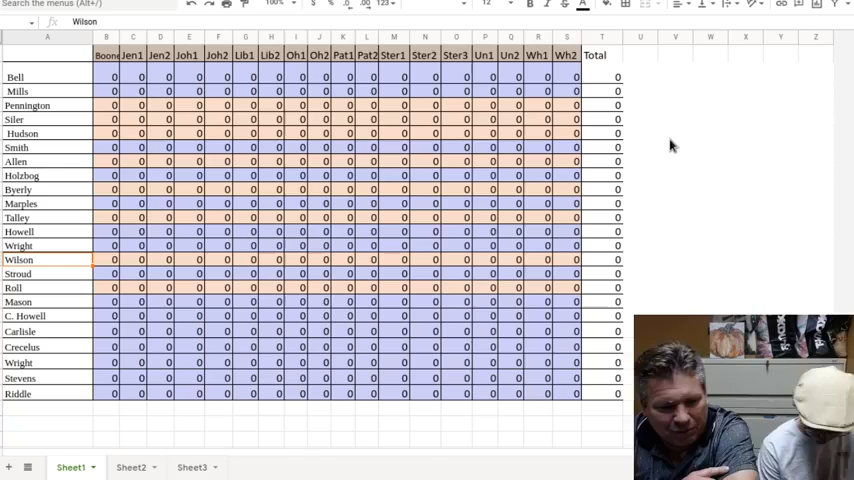 Search the menus (Alt+/) 100% $ % .0 .00 123 12
fx Wilson
A B C D E F G H I J K L M N O P Q R S T U V W X Y Z
Boone Jen1 Jen2 Joh1 Joh2 Lib1 Lib2 Oh1 Oh2 Pat1 Pat2 Ster1 Ster2 Ster3 Un1 Un2 Wh1 Wh2 Total
Bell 0 0 0 0 0 0 0 0 0 0 0 0 0 0 0 0 0 0 0
Mills 0 0 0 0 0 0 0 0 0 0 0 0 0 0 0 0 0 0 0
Pennington 0 0 0 0 0 0 0 0 0 0 0 0 0 0 0 0 0 0 0
Siler 0 0 0 0 0 0 0 0 0 0 0 0 0 0 0 0 0 0 0
Hudson 0 0 0 0 0 0 0 0 0 0 0 0 0 0 0 0 0 0 0
Smith 0 0 0 0 0 0 0 0 0 0 0 0 0 0 0 0 0 0 0
Allen 0 0 0 0 0 0 0 0 0 0 0 0 0 0 0 0 0 0 0
Holzbog 0 0 0 0 0 0 0 0 0 0 0 0 0 0 0 0 0 0 0
Byerly 0 0 0 0 0 0 0 0 0 0 0 0 0 0 0 0 0 0 0
Marples 0 0 0 0 0 0 0 0 0 0 0 0 0 0 0 0 0 0 0
Talley 0 0 0 0 0 0 0 0 0 0 0 0 0 0 0 0 0 0 0
Howell 0 0 0 0 0 0 0 0 0 0 0 0 0 0 0 0 0 0 0
Wright 0 0 0 0 0 0 0 0 0 0 0 0 0 0 0 0 0 0 0
Wilson 0 0 0 0 0 0 0 0 0 0 0 0 0 0 0 0 0 0 0
Stroud 0 0 0 0 0 0 0 0 0 0 0 0 0 0 0 0 0 0 0
Roll 0 0 0 0 0 0 0 0 0 0 0 0 0 0 0 0 0 0 0
Mason 0 0 0 0 0 0 0 0 0 0 0 0 0 0 0 0 0 0 0
C. Howell 0 0 0 0 0 0 0 0 0 0 0 0 0 0 0 0 0 0 0
Carlisle 0 0 0 0 0 0 0 0 0 0 0 0 0 0 0 0 0 0 0
Crecelus 0 0 0 0 0 0 0 0 0 0 0 0 0 0 0 0 0 0 0
Wright 0 0 0 0 0 0 0 0 0 0 0 0 0 0 0 0 0 0 0
Stevens 0 0 0 0 0 0 0 0 0 0 0 0 0 0 0 0 0 0 0
Riddle 0 0 0 0 0 0 0 0 0 0 0 0 0 0 0 0 0 0 0
Sheet1 Sheet2 Sheet3